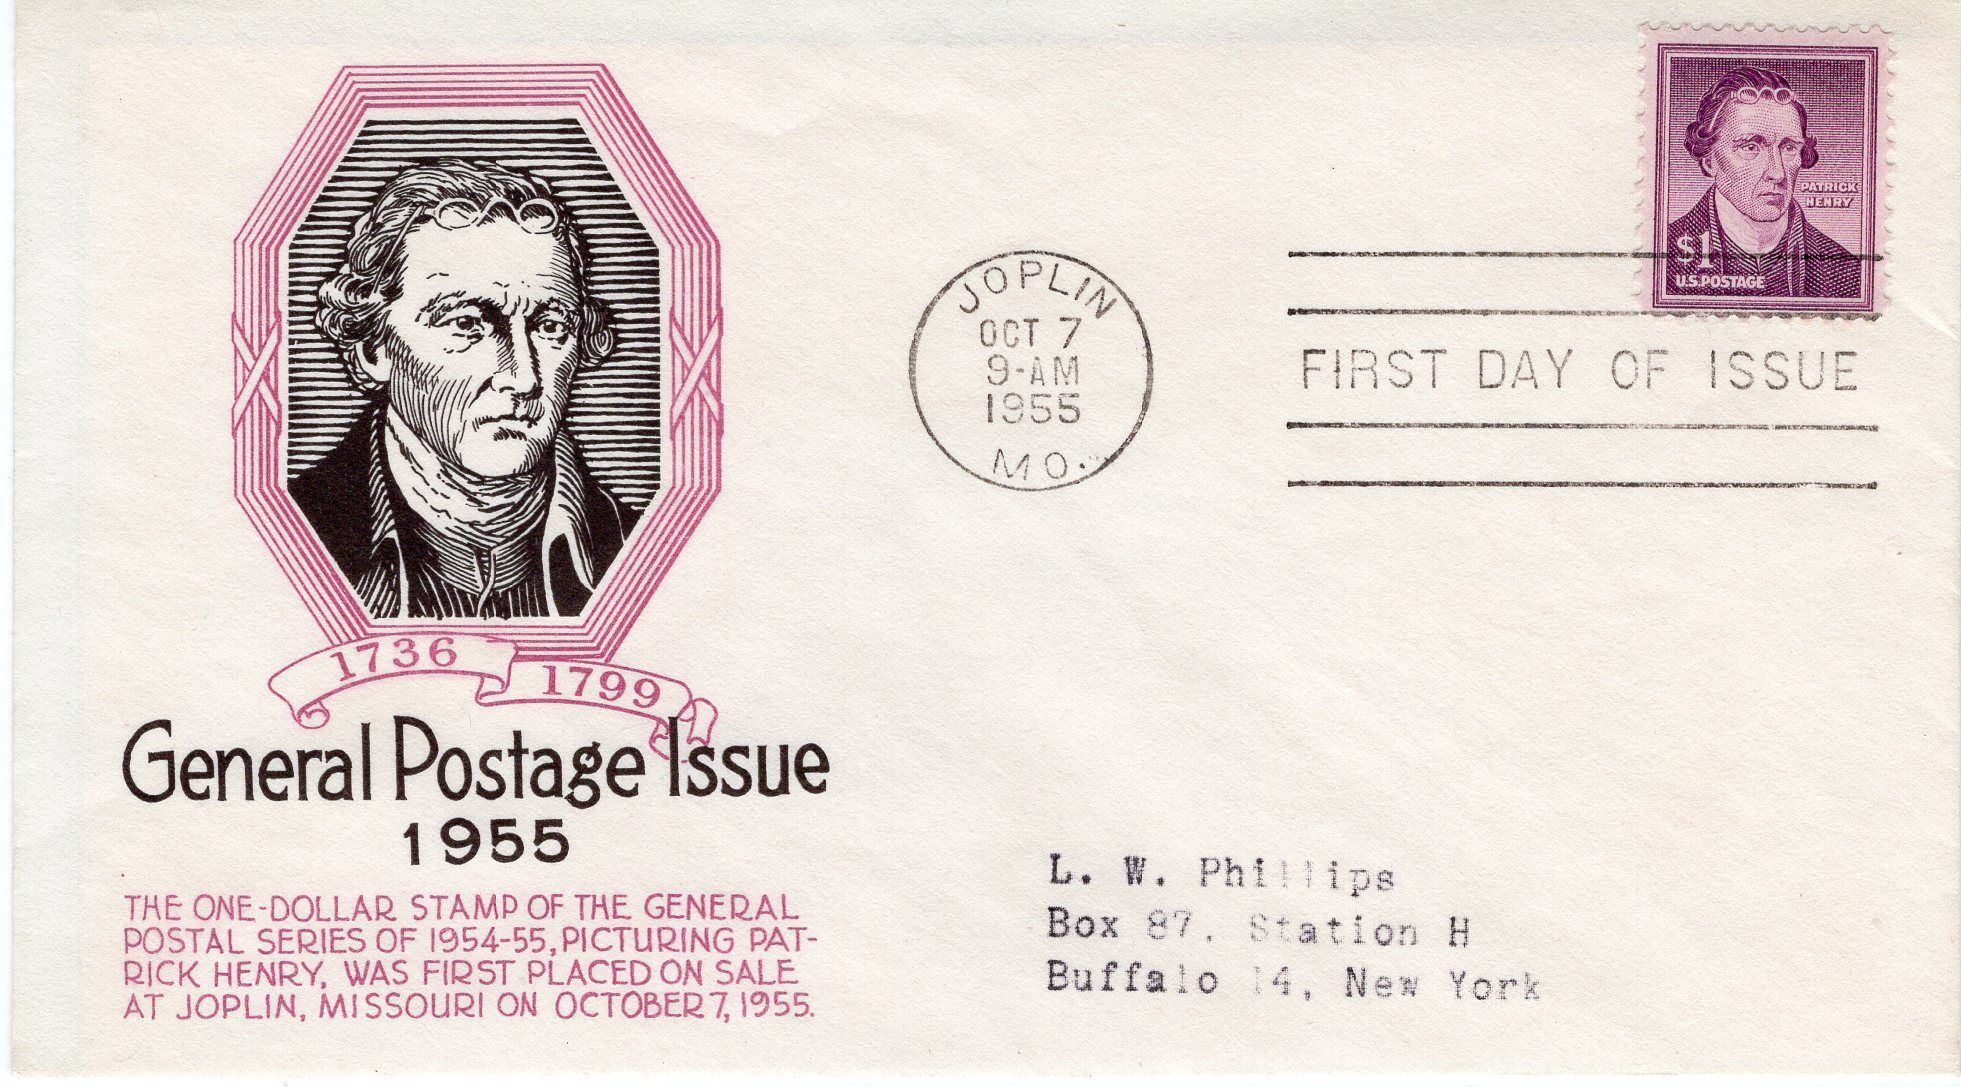 PATRICK
HENRY
$1
U.S.POSTAGE
JOPLIN
OCT 7
9-AM
1955
MO.
FIRST DAY OF ISSUE
1736
1799
General Postage Issue
1955
THE ONE-DOLLAR STAMP OF THE GENERAL
POSTAL SERIES OF 1954-55, PICTURING PAT-
RICK HENRY, WAS FIRST PLACED ON SALE
AT JOPLIN, MISSOURI ON OCTOBER 7, 1955.
L. W. Phillips
Box 87, Station H
Buffalo 14, New York